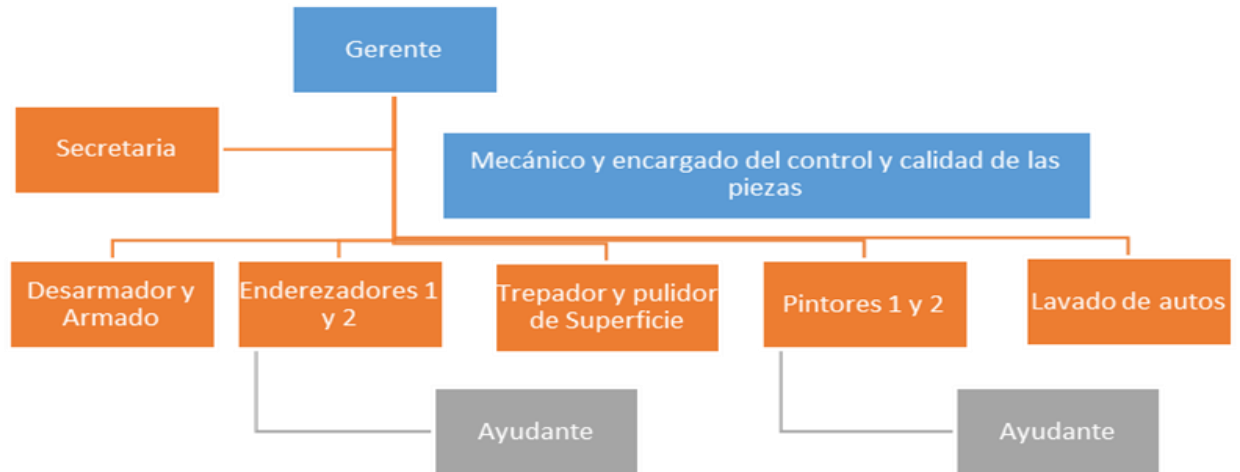 Gerente
Secretaria
Mecánico y encargado del control y calidad de las
piezas
Desarmador y
Armado
Enderezadores 1
y 2
Trepador y pulidor
de Superficie
Pintores 1 y 2
Lavado de autos
Ayudante
Ayudante